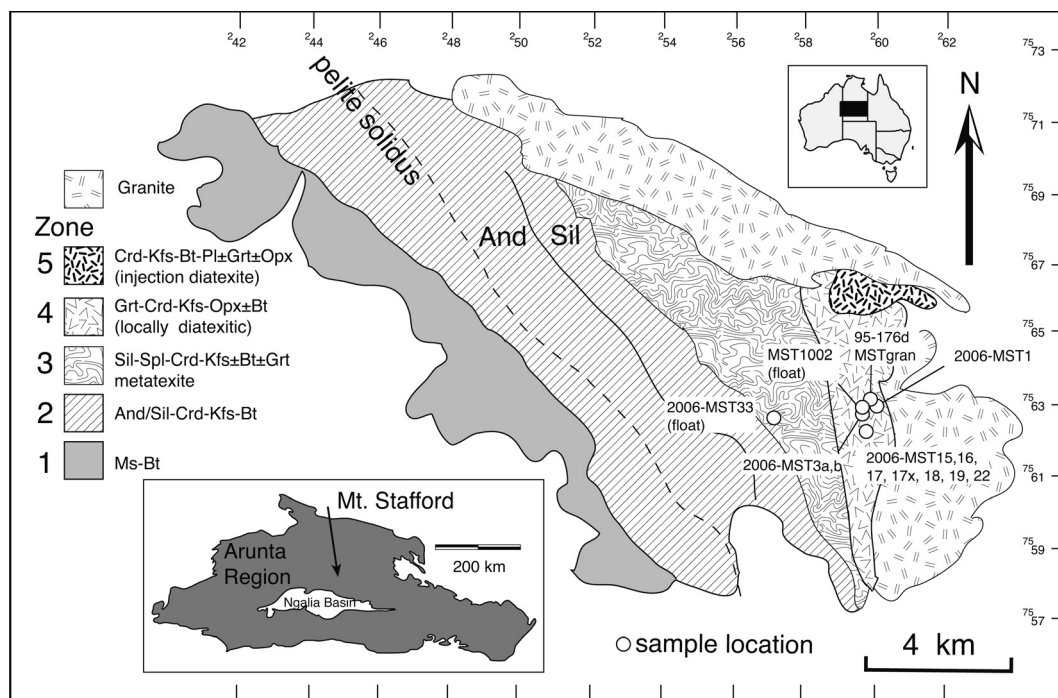 ²42 ²44 ²46 ²48 ²50 ²52 ²54 ²56 ²58 ²60 ²62
⁷⁵73
⁷⁵71
⁷⁵69
⁷⁵67
⁷⁵65
⁷⁵63
⁷⁵61
⁷⁵59
⁷⁵57
N
pelite solidus
And Sil
Granite
Zone
5 Crd-Kfs-Bt-Pl±Grt±Opx
(injection diatexite)
4 Grt-Crd-Kfs-Opx±Bt
(locally diatexitic)
3 Sil-Spl-Crd-Kfs±Bt±Grt
metatexite
2 And/Sil-Crd-Kfs-Bt
1 Ms-Bt
95-176d
MSTgran
MST1002
(float)
2006-MST1
2006-MST33
(float)
2006-MST3a,b
2006-MST15,16,
17, 17x, 18, 19, 22
Mt. Stafford
Arunta
Region
200 km
Ngalia Basin
sample location
4 km